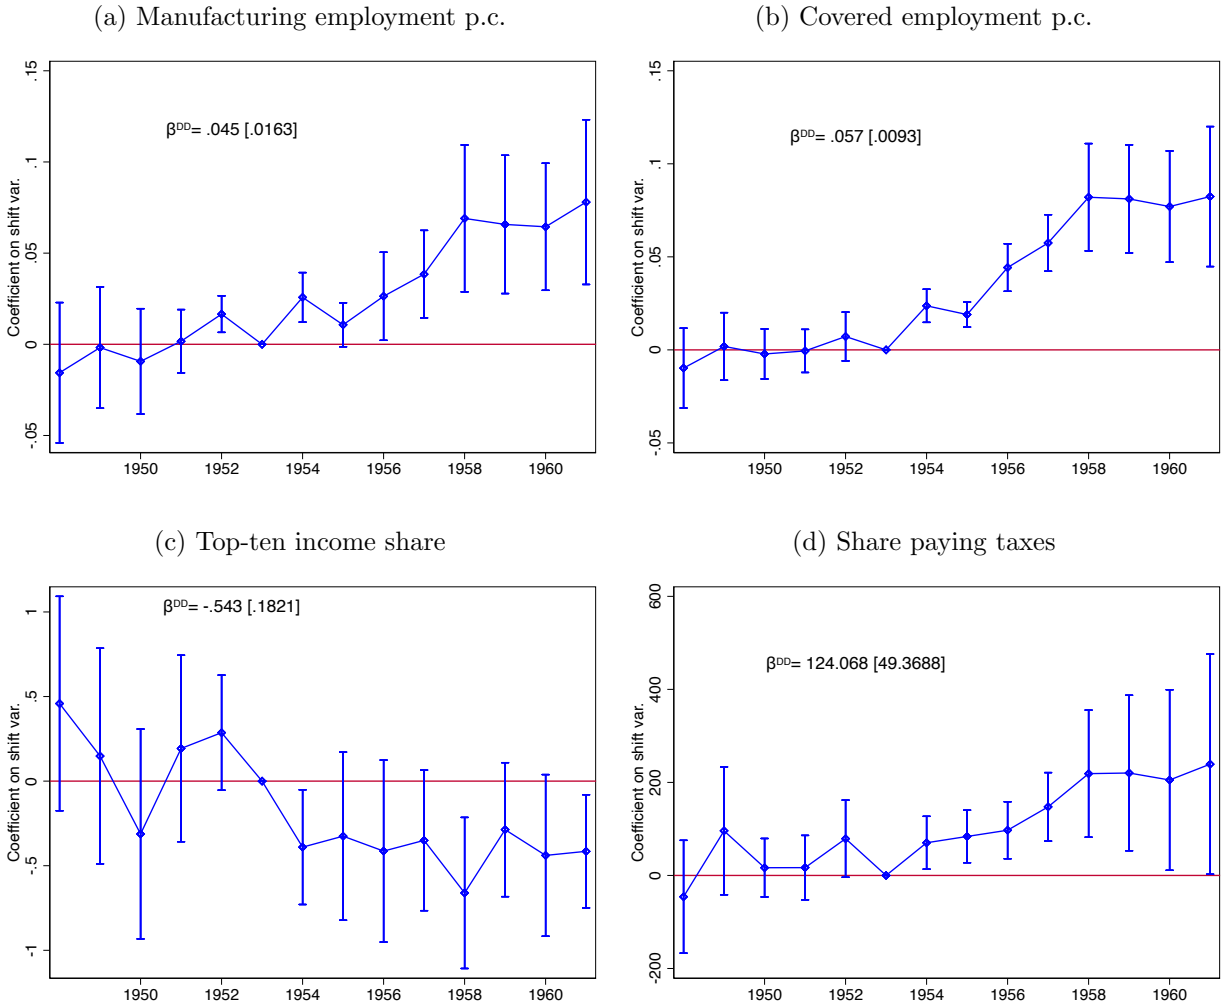 (a) Manufacturing employment p.c.
Coefficient on shift var.
.15
.1
.05
0
-.05
βDD= .045 [.0163]
1950 1952 1954 1956 1958 1960
(b) Covered employment p.c.
Coefficient on shift var.
.15
.1
.05
0
-.05
βDD= .057 [.0093]
1950 1952 1954 1956 1958 1960
(c) Top-ten income share
Coefficient on shift var.
1
.5
0
-.5
-1
βDD= -.543 [.1821]
1950 1952 1954 1956 1958 1960
(d) Share paying taxes
Coefficient on shift var.
600
400
200
0
-200
βDD= 124.068 [49.3688]
1950 1952 1954 1956 1958 1960